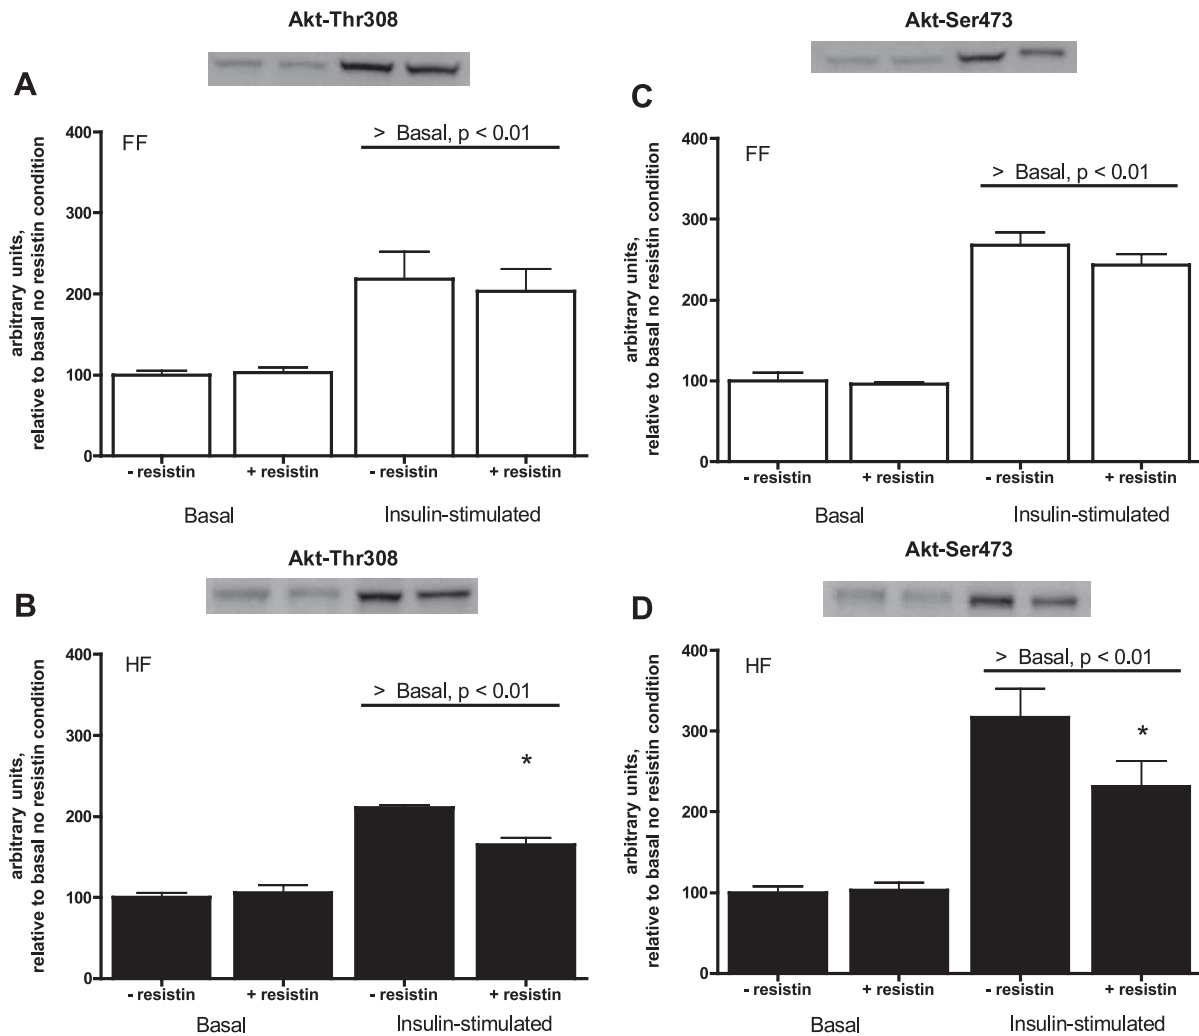 Akt-Thr308
A
FF
> Basal, p < 0.01
arbitrary units,
relative to basal no resistin condition
400
300
200
100
0
- resistin + resistin - resistin + resistin
Basal Insulin-stimulated
Akt-Ser473
C
FF
> Basal, p < 0.01
arbitrary units,
relative to basal no resistin condition
400
300
200
100
0
- resistin + resistin - resistin + resistin
Basal Insulin-stimulated
Akt-Thr308
B
HF
> Basal, p < 0.01
*
arbitrary units,
relative to basal no resistin condition
400
300
200
100
0
- resistin + resistin - resistin + resistin
Basal Insulin-stimulated
Akt-Ser473
D
HF
> Basal, p < 0.01
*
arbitrary units,
relative to basal no resistin condition
400
300
200
100
0
- resistin + resistin - resistin + resistin
Basal Insulin-stimulated